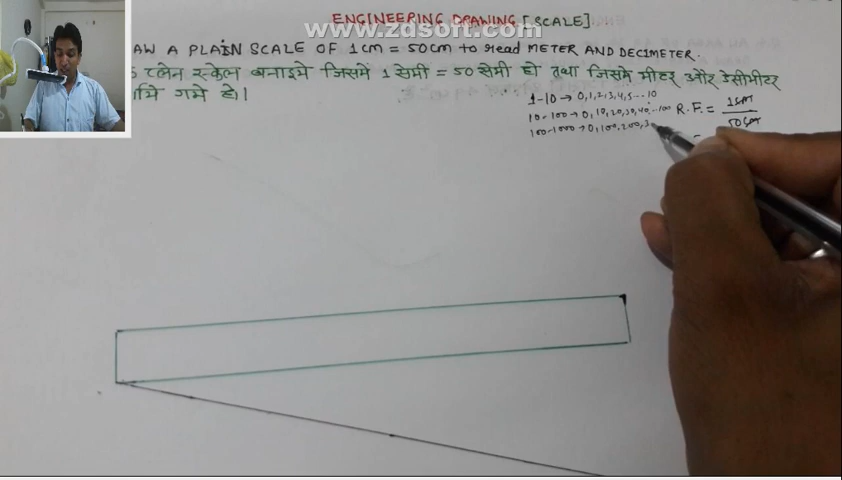 www.zdsoft.com
ENGINEERING DRAWING [SCALE]
AW A PLAIN SCALE OF 1cm = 50cm to read METER AND DECIMETER.
प्लेन स्केल बनाइये जिसमें 1 सेमी = 50 सेमी हो तथा जिसमे मीटर और डेसीमीटर
गये हे।
1-10 → 0,1,2,3,4,5...10
10-100 → 0,10,20,30,40...100
100-1000 → 0,100,200,30
R.F. = 1cm
50cm